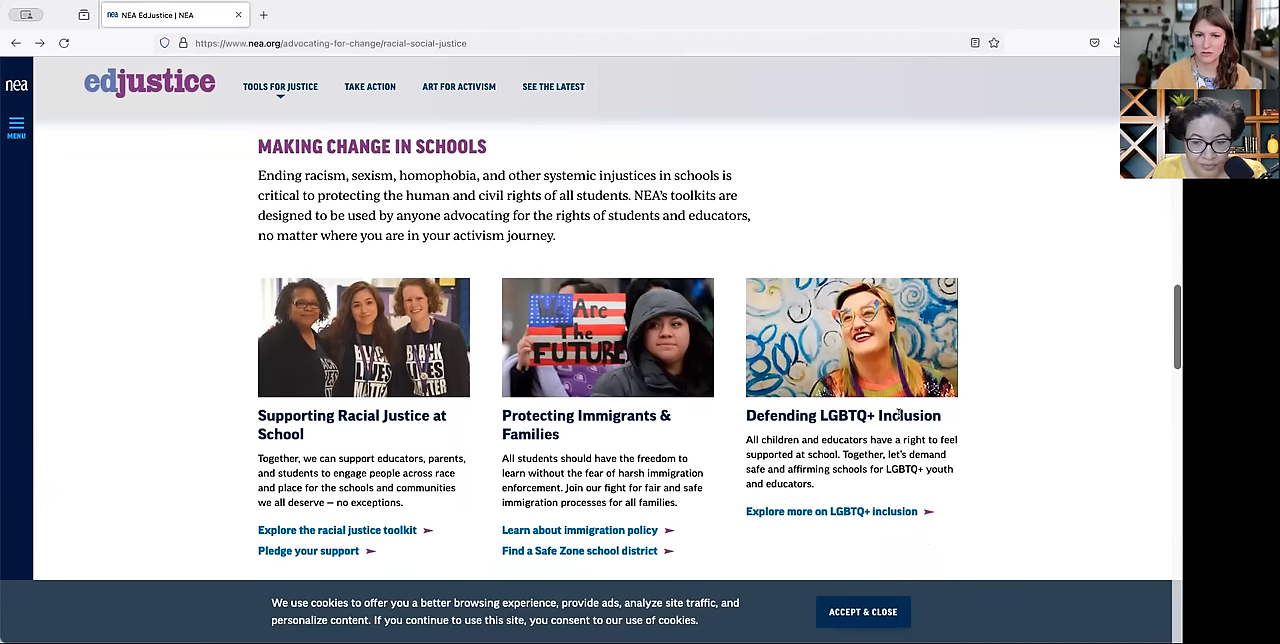 nea NEA EdJustice | NEA
https://www.nea.org/advocating-for-change/racial-social-justice
nea
MENU
edjustice
TOOLS FOR JUSTICE
TAKE ACTION
ART FOR ACTIVISM
SEE THE LATEST
MAKING CHANGE IN SCHOOLS
Ending racism, sexism, homophobia, and other systemic injustices in schools is
critical to protecting the human and civil rights of all students. NEA's toolkits are
designed to be used by anyone advocating for the rights of students and educators,
no matter where you are in your activism journey.
BLACK
LIVES
MATTER
BLACK
LIVES
MATTER
We Are
The
FUTURE
Supporting Racial Justice at
School
Together, we can support educators, parents,
and students to engage people across race
and place for the schools and communities
we all deserve – no exceptions.
Explore the racial justice toolkit
Pledge your support
Protecting Immigrants &
Families
All students should have the freedom to
learn without the fear of harsh immigration
enforcement. Join our fight for fair and safe
immigration processes for all families.
Learn about immigration policy
Find a Safe Zone school district
Defending LGBTQ+ Inclusion
All children and educators have a right to feel
supported at school. Together, let's demand
safe and affirming schools for LGBTQ+ youth
and educators.
Explore more on LGBTQ+ inclusion
We use cookies to offer you a better browsing experience, provide ads, analyze site traffic, and
personalize content. If you continue to use this site, you consent to our use of cookies.
ACCEPT & CLOSE